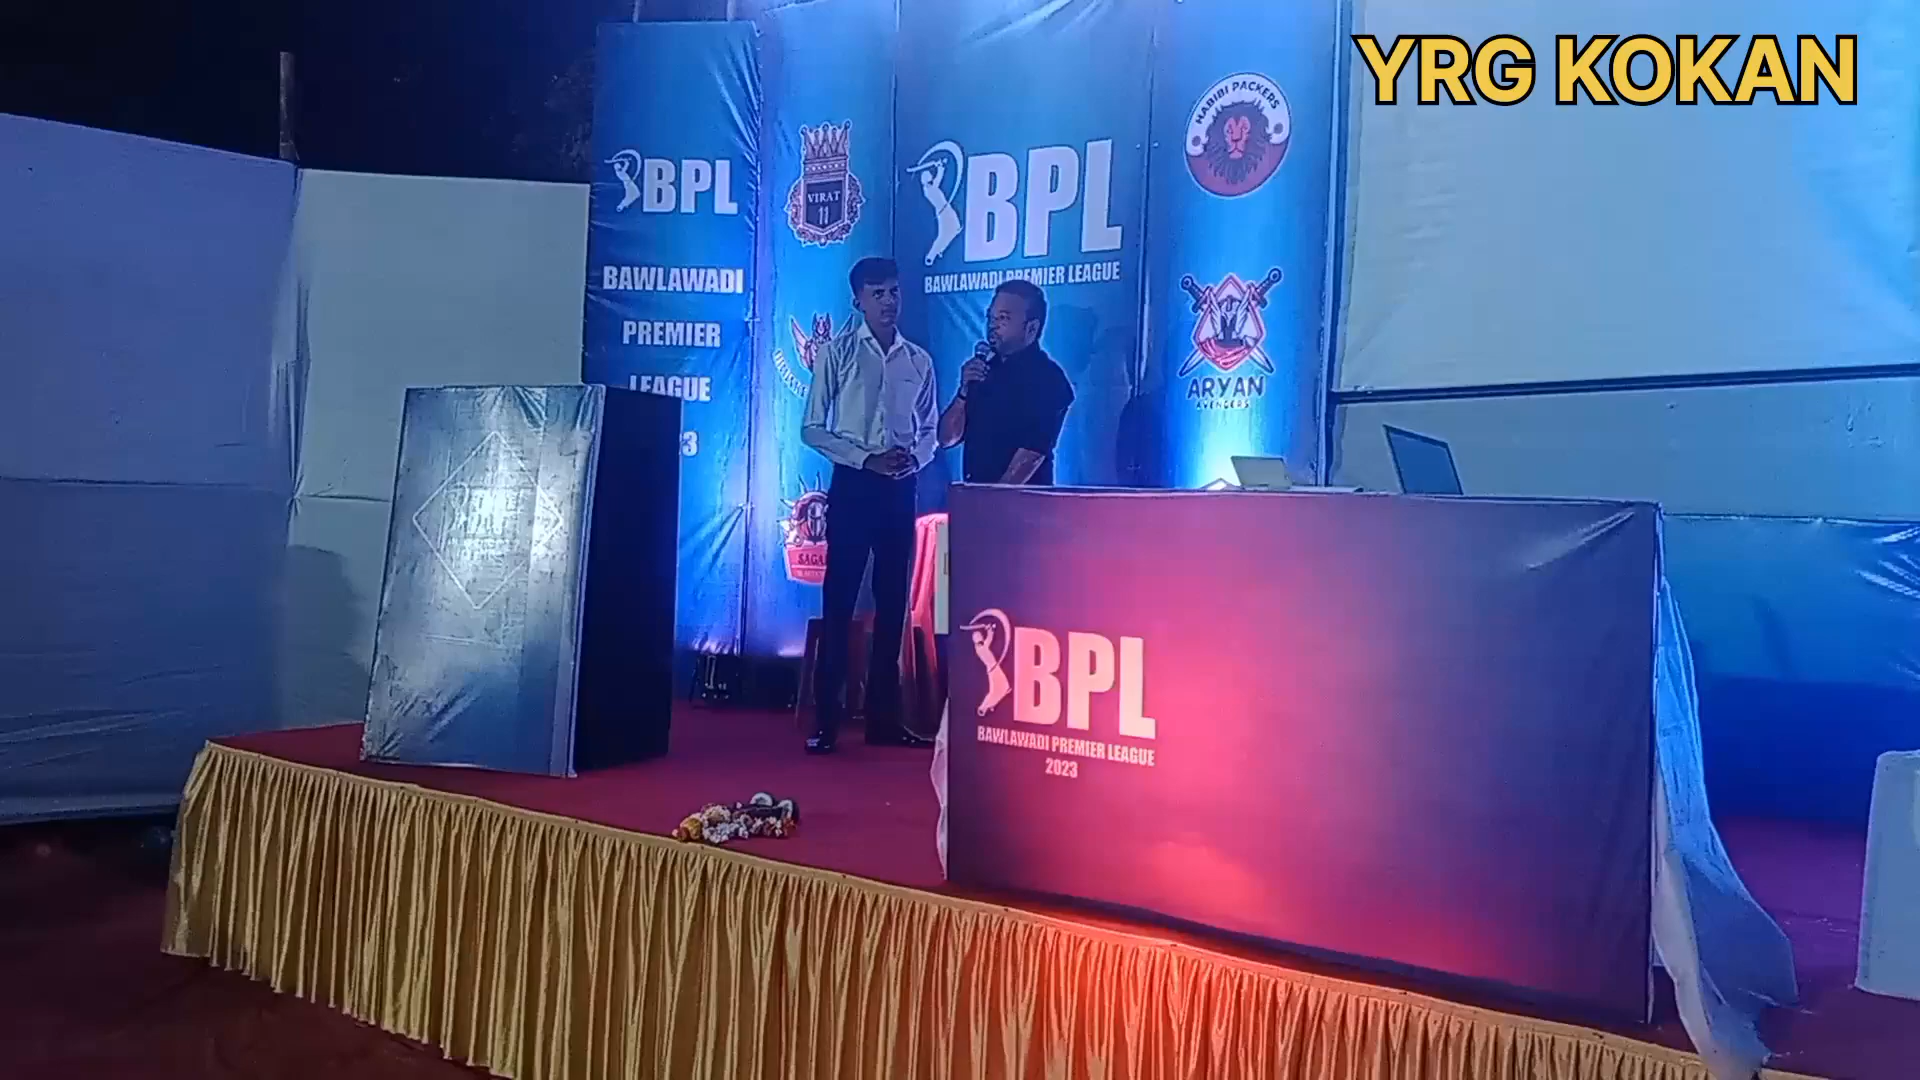 YRG KOKAN
BPL
BAWLAWADI
PREMIER
LEAGUE
VIRAT
11
BPL
BAWLAWADI PREMIER LEAGUE
HABIBI PACKERS
ARYAN
AVENGERS
BPL
BAWLAWADI PREMIER LEAGUE
2023